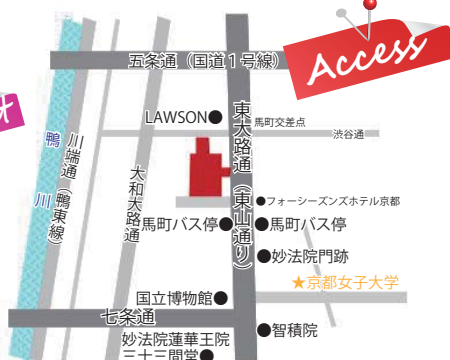 Access
五条通（国道１号線）
LAWSON●
馬町交差点
渋谷通
東大路通（東山通り）
鴨川
川端通（鴨東線）
大和大路通
●フォーシーズンズホテル京都
馬町バス停●
●馬町バス停
●妙法院門跡
★京都女子大学
国立博物館●
七条通
●智積院
妙法院蓮華王院
三十三間堂●